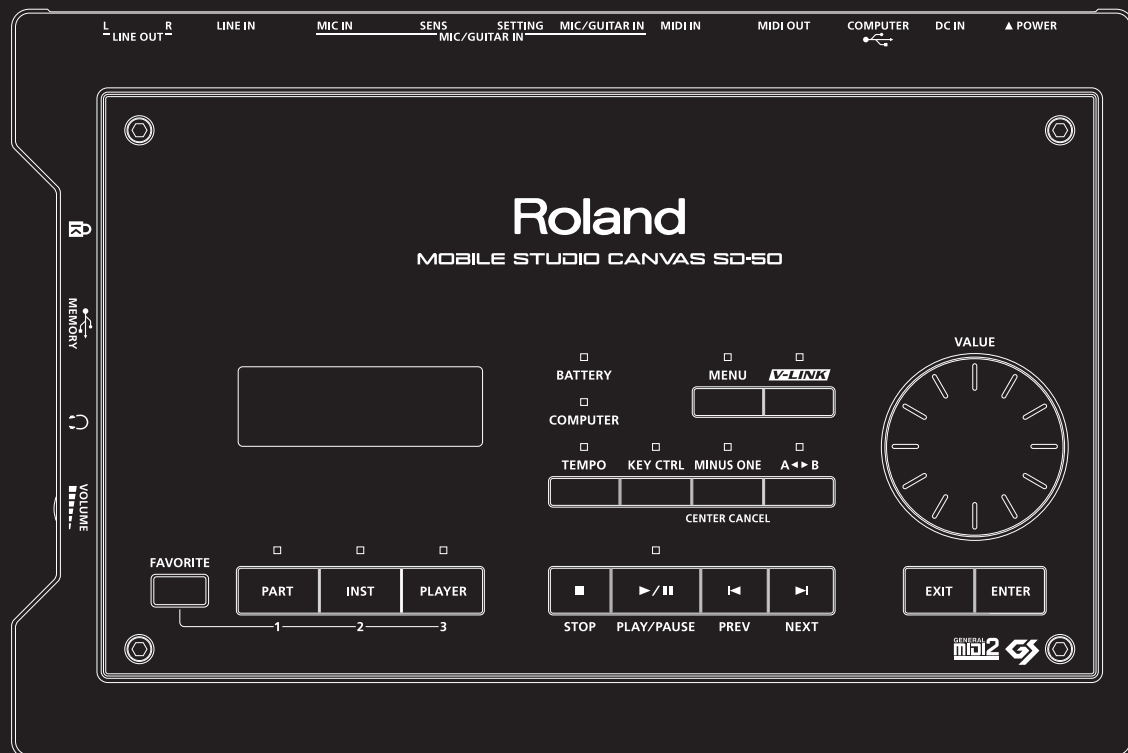 L R LINE IN MIC IN SENS SETTING MIC/GUITAR IN MIDI IN MIDI OUT COMPUTER DC IN ▲ POWER
LINE OUT MIC/GUITAR IN
Roland
MOBILE STUDIO CANVAS SD-50
MEMORY
VOLUME
BATTERY MENU V-LINK
VALUE
COMPUTER
TEMPO KEY CTRL MINUS ONE A◄►B
CENTER CANCEL
FAVORITE
PART INST PLAYER
1 2 3
■ ►/❚❚ |◄ ►|
STOP PLAY/PAUSE PREV NEXT
EXIT ENTER
GENERAL
MIDI2 GS